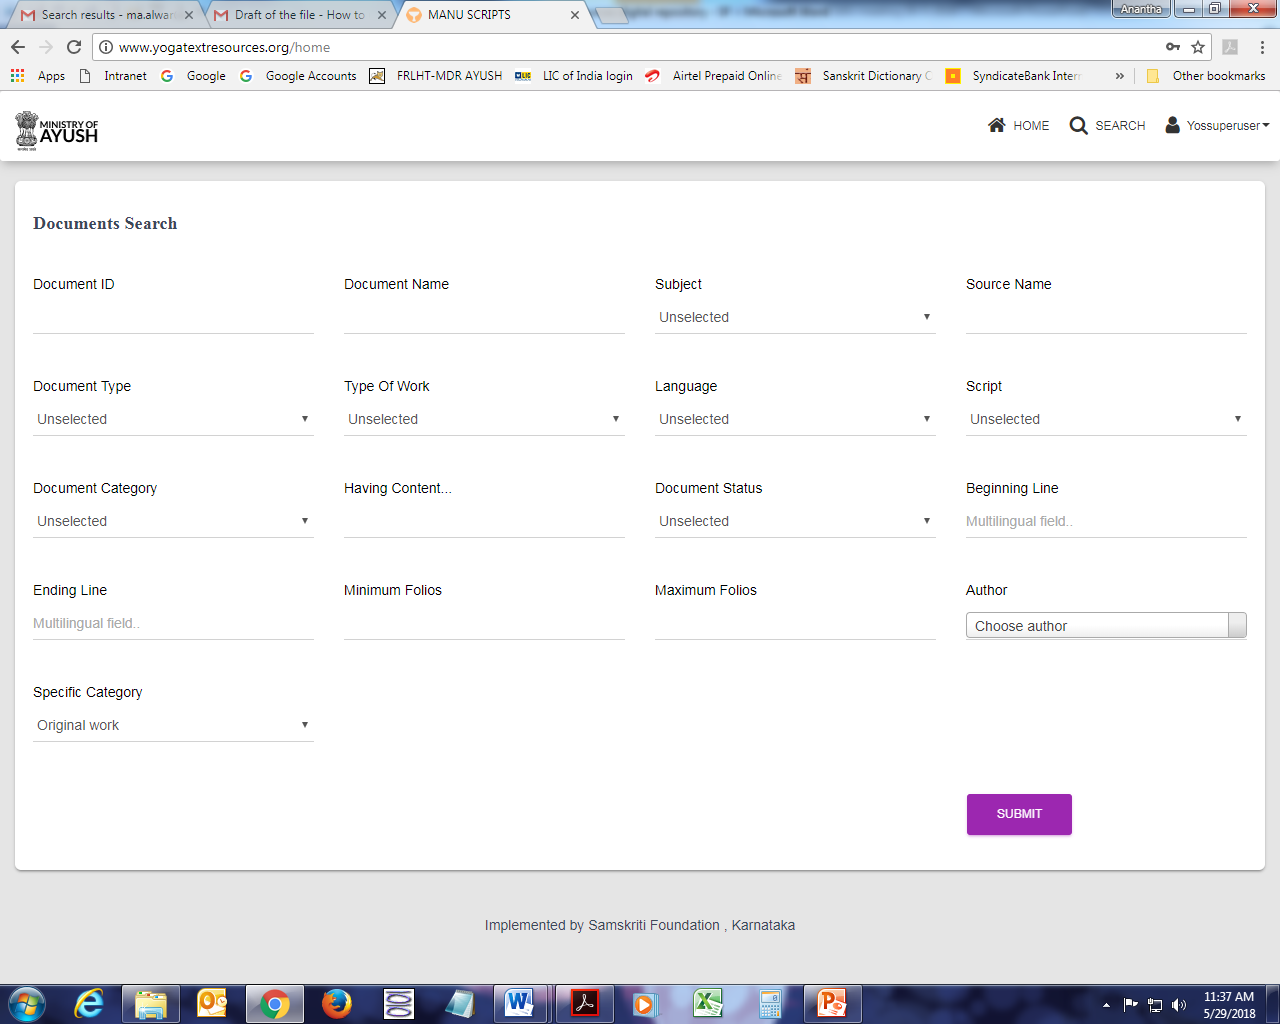 Search results - ma.alwar
Draft of the file - How to
MANU SCRIPTS
Anantha
www.yogatextresources.org/home
Apps
Intranet
Google
Google Accounts
FRLHT-MDR AYUSH
LIC of India login
Airtel Prepaid Online
Sanskrit Dictionary
SyndicateBank Inter
»
Other bookmarks
MINISTRY OF
AYUSH
HOME
SEARCH
Yossuperuser
Documents Search
Document ID
Document Name
Subject
Source Name
Unselected
Document Type
Type Of Work
Language
Script
Unselected
Unselected
Unselected
Unselected
Document Category
Having Content...
Document Status
Beginning Line
Unselected
Unselected
Multilingual field..
Ending Line
Minimum Folios
Maximum Folios
Author
Multilingual field..
Choose author
Specific Category
Original work
SUBMIT
Implemented by Samskriti Foundation , Karnataka
11:37 AM
5/29/2018